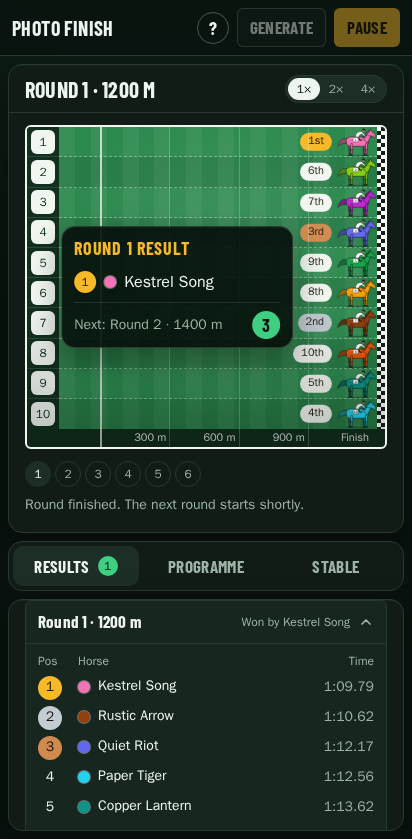 PHOTO FINISH
?
GENERATE
PAUSE
ROUND 1 · 1200 M
1×
2×
4×
1
1st
2
6th
3
7th
4
3rd
5
9th
6
8th
7
2nd
8
10th
9
5th
10
4th
ROUND 1 RESULT
1
Kestrel Song
Next: Round 2 · 1400 m
3
300 m
600 m
900 m
Finish
1
2
3
4
5
6
Round finished. The next round starts shortly.
RESULTS
1
PROGRAMME
STABLE
Round 1 · 1200 m
Won by Kestrel Song
Pos
Horse
Time
1
Kestrel Song
1:09.79
2
Rustic Arrow
1:10.62
3
Quiet Riot
1:12.17
4
Paper Tiger
1:12.56
5
Copper Lantern
1:13.62